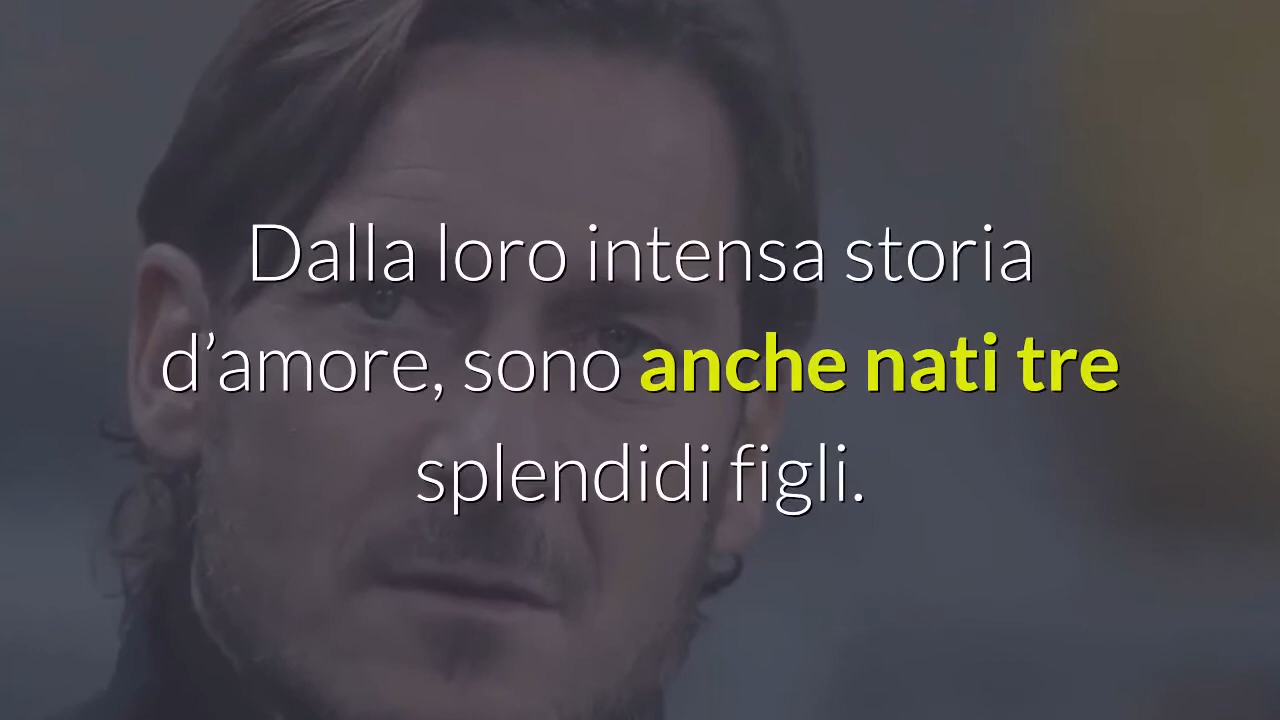 Dalla loro intensa storia
d’amore, sono anche nati tre
splendidi figli.